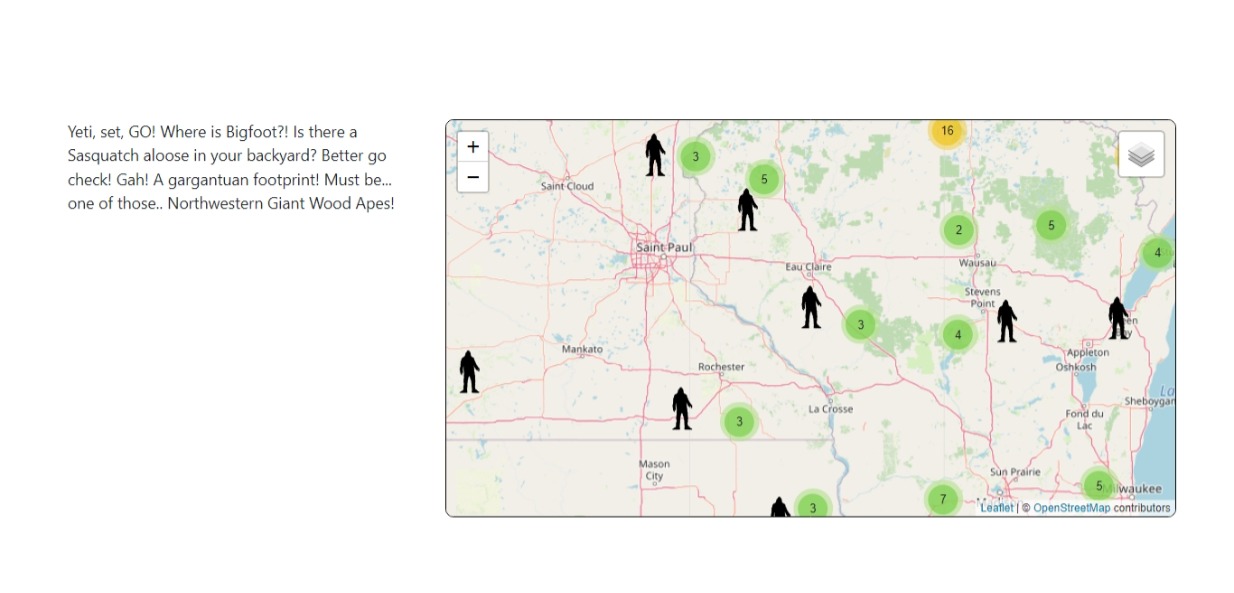 Yeti, set, GO! Where is Bigfoot?! Is there a
Sasquatch aloose in your backyard? Better go
check! Gah! A gargantuan footprint! Must be...
one of those.. Northwestern Giant Wood Apes!
+
−
16
3
5
Saint Cloud
2
5
Saint Paul
4
Eau Claire
Wausau
Stevens
Point
3
4
Mankato
Appleton
Rochester
Oshkosh
La Crosse
Sheboygan
3
Fond du
Lac
Mason
City
Sun Prairie
5
Milwaukee
7
3
Leaflet | © OpenStreetMap contributors